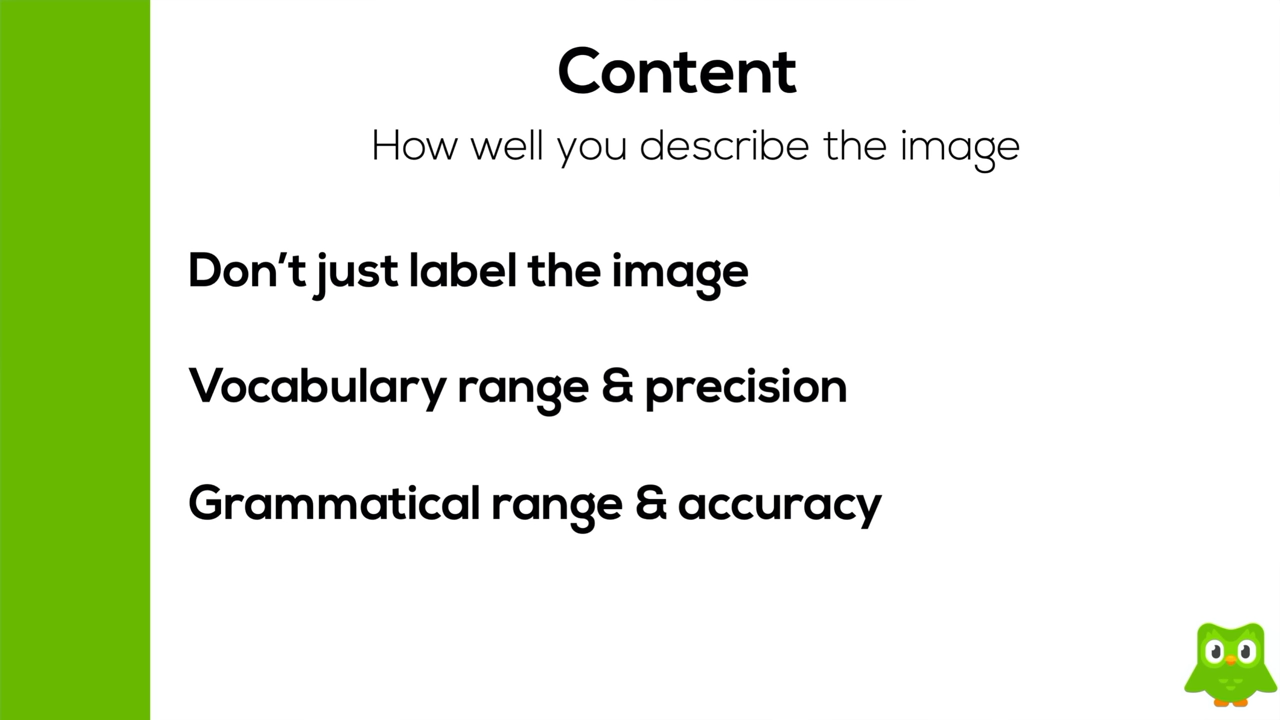 Content
How well you describe the image
Don’t just label the image
Vocabulary range & precision
Grammatical range & accuracy